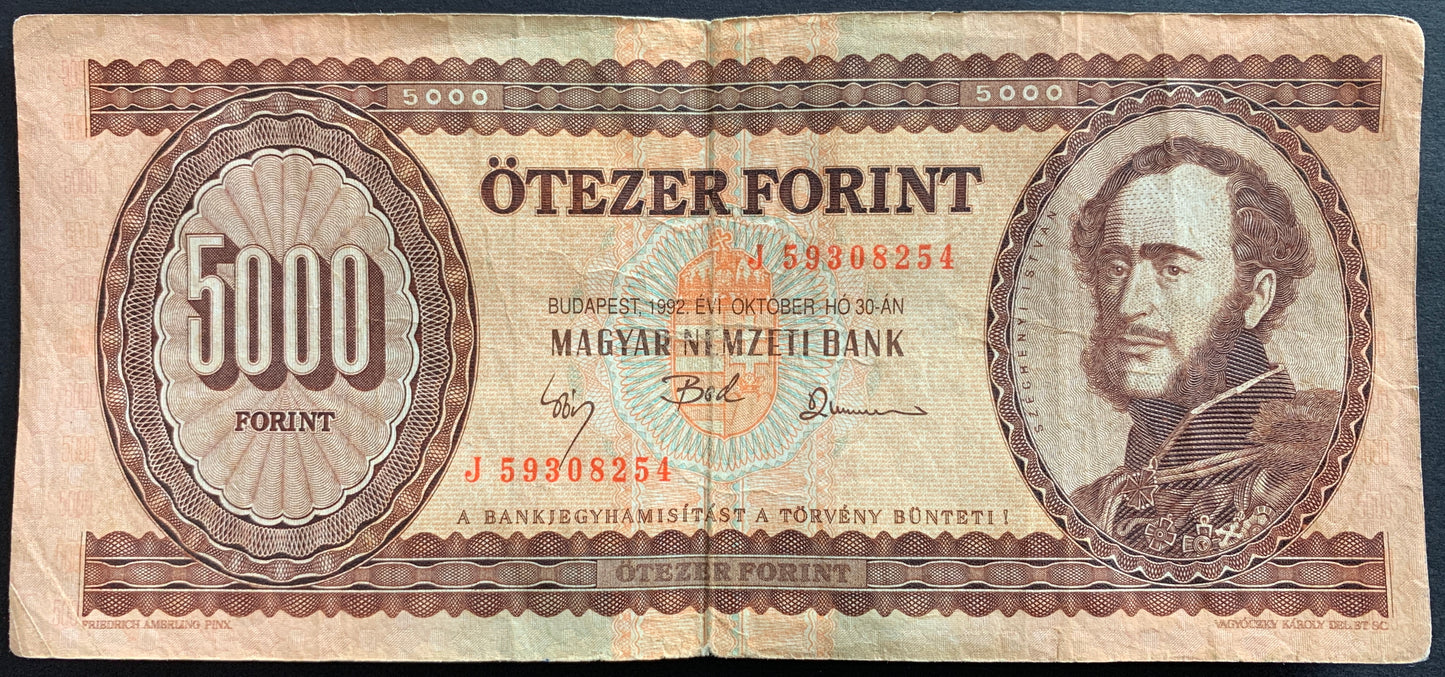 5000
5000
ÖTEZER FORINT
J 59308254
5000
FORINT
BUDAPEST, 1992. ÉVI OKTÓBER HÓ 30-ÁN
MAGYAR NEMZETI BANK
SZÉCHENYI ISTVÁN
J 59308254
A BANKJEGYHAMISÍTÁST A TÖRVÉNY BÜNTETI!
ÖTEZER FORINT
FRIEDRICH AMERLING PINX.
VAGYÓCZKY KÁROLY DEL. ET SC.